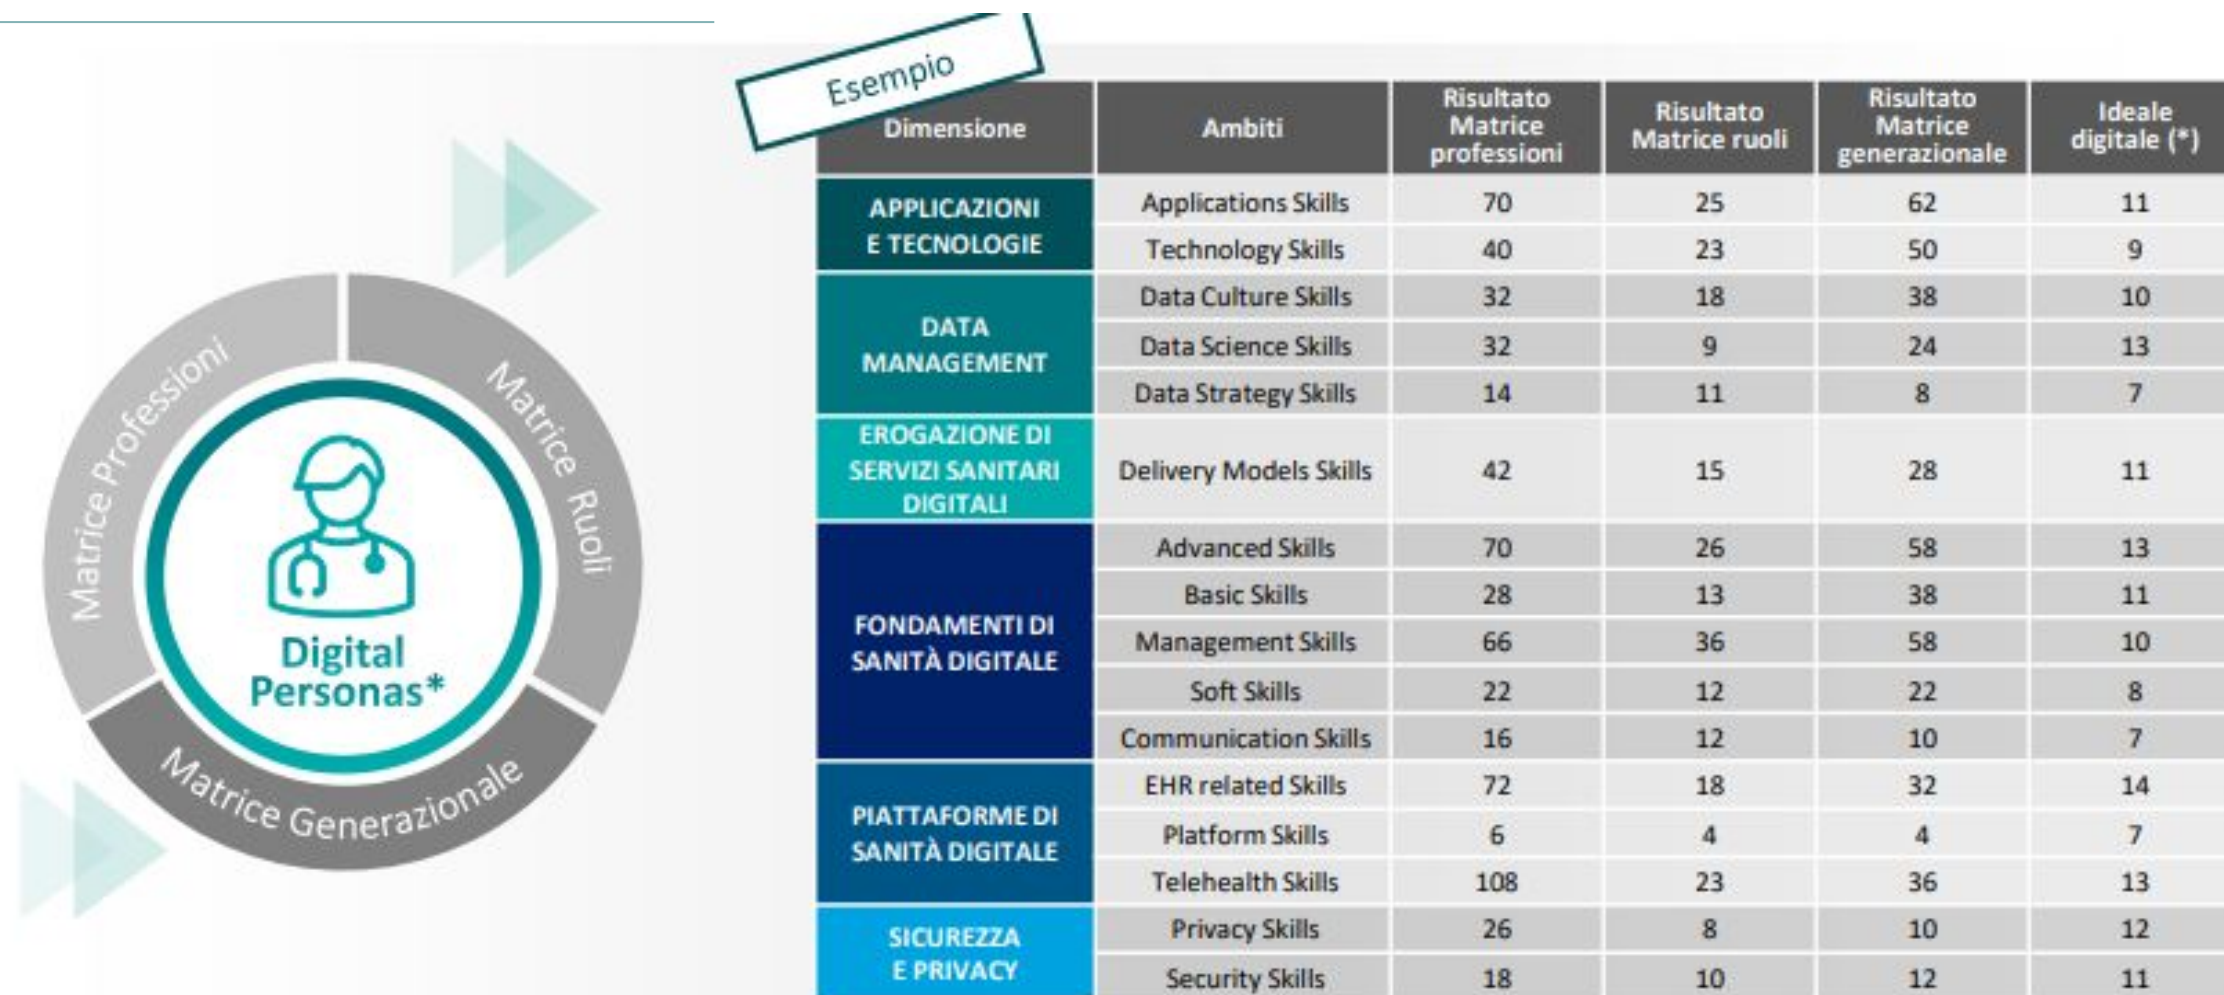 Esempio
Matrice Professioni
Matrice Ruoli
Matrice Generazionale
Digital
Personas*
Dimensione Ambiti Risultato Matrice professioni Risultato Matrice ruoli Risultato Matrice generazionale Ideale digitale (*)
APPLICAZIONI
E TECNOLOGIE
Applications Skills 70 25 62 11
Technology Skills 40 23 50 9
DATA
MANAGEMENT
Data Culture Skills 32 18 38 10
Data Science Skills 32 9 24 13
Data Strategy Skills 14 11 8 7
EROGAZIONE DI
SERVIZI SANITARI
DIGITALI
Delivery Models Skills 42 15 28 11
FONDAMENTI DI
SANITÀ DIGITALE
Advanced Skills 70 26 58 13
Basic Skills 28 13 38 11
Management Skills 66 36 58 10
Soft Skills 22 12 22 8
Communication Skills 16 12 10 7
PIATTAFORME DI
SANITÀ DIGITALE
EHR related Skills 72 18 32 14
Platform Skills 6 4 4 7
Telehealth Skills 108 23 36 13
SICUREZZA
E PRIVACY
Privacy Skills 26 8 10 12
Security Skills 18 10 12 11